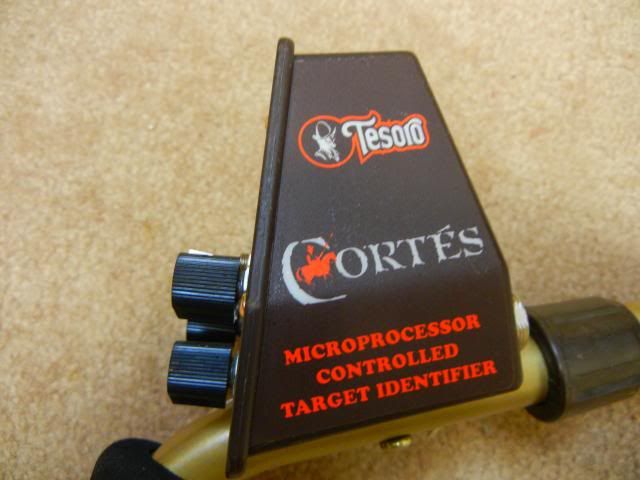 Tesoro
CORTÉS
MICROPROCESSOR
CONTROLLED
TARGET IDENTIFIER